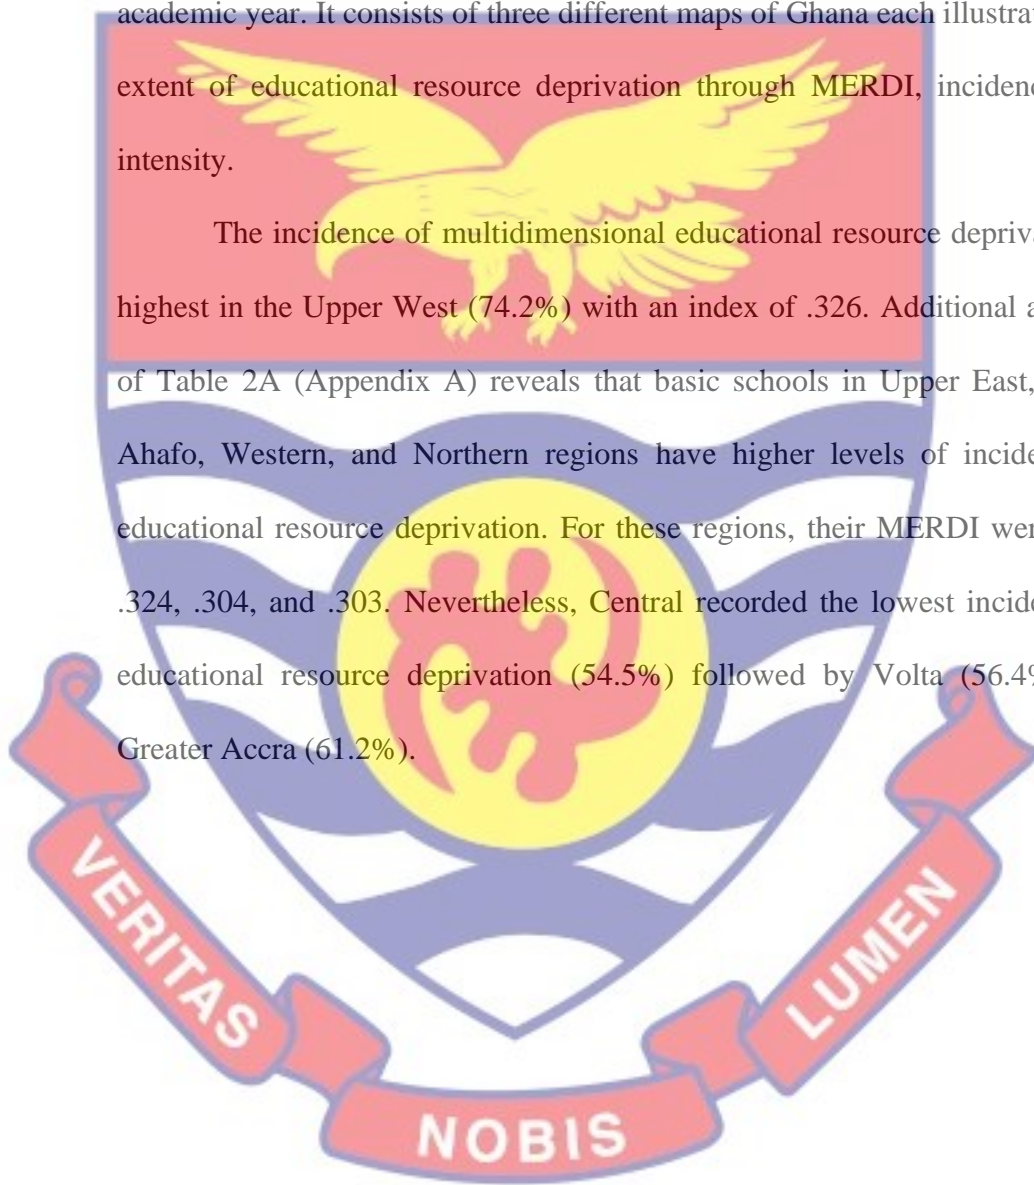 academic year. It consists of three different maps of Ghana each illustrat
extent of educational resource deprivation through MERDI, incidenc
intensity.
The incidence of multidimensional educational resource depriva
highest in the Upper West (74.2%) with an index of .326. Additional a
of Table 2A (Appendix A) reveals that basic schools in Upper East,
Ahafo, Western, and Northern regions have higher levels of incide
educational resource deprivation. For these regions, their MERDI wer
.324, .304, and .303. Nevertheless, Central recorded the lowest incide
educational resource deprivation (54.5%) followed by Volta (56.4%
Greater Accra (61.2%).
VERITAS
NOBIS
LUMEN